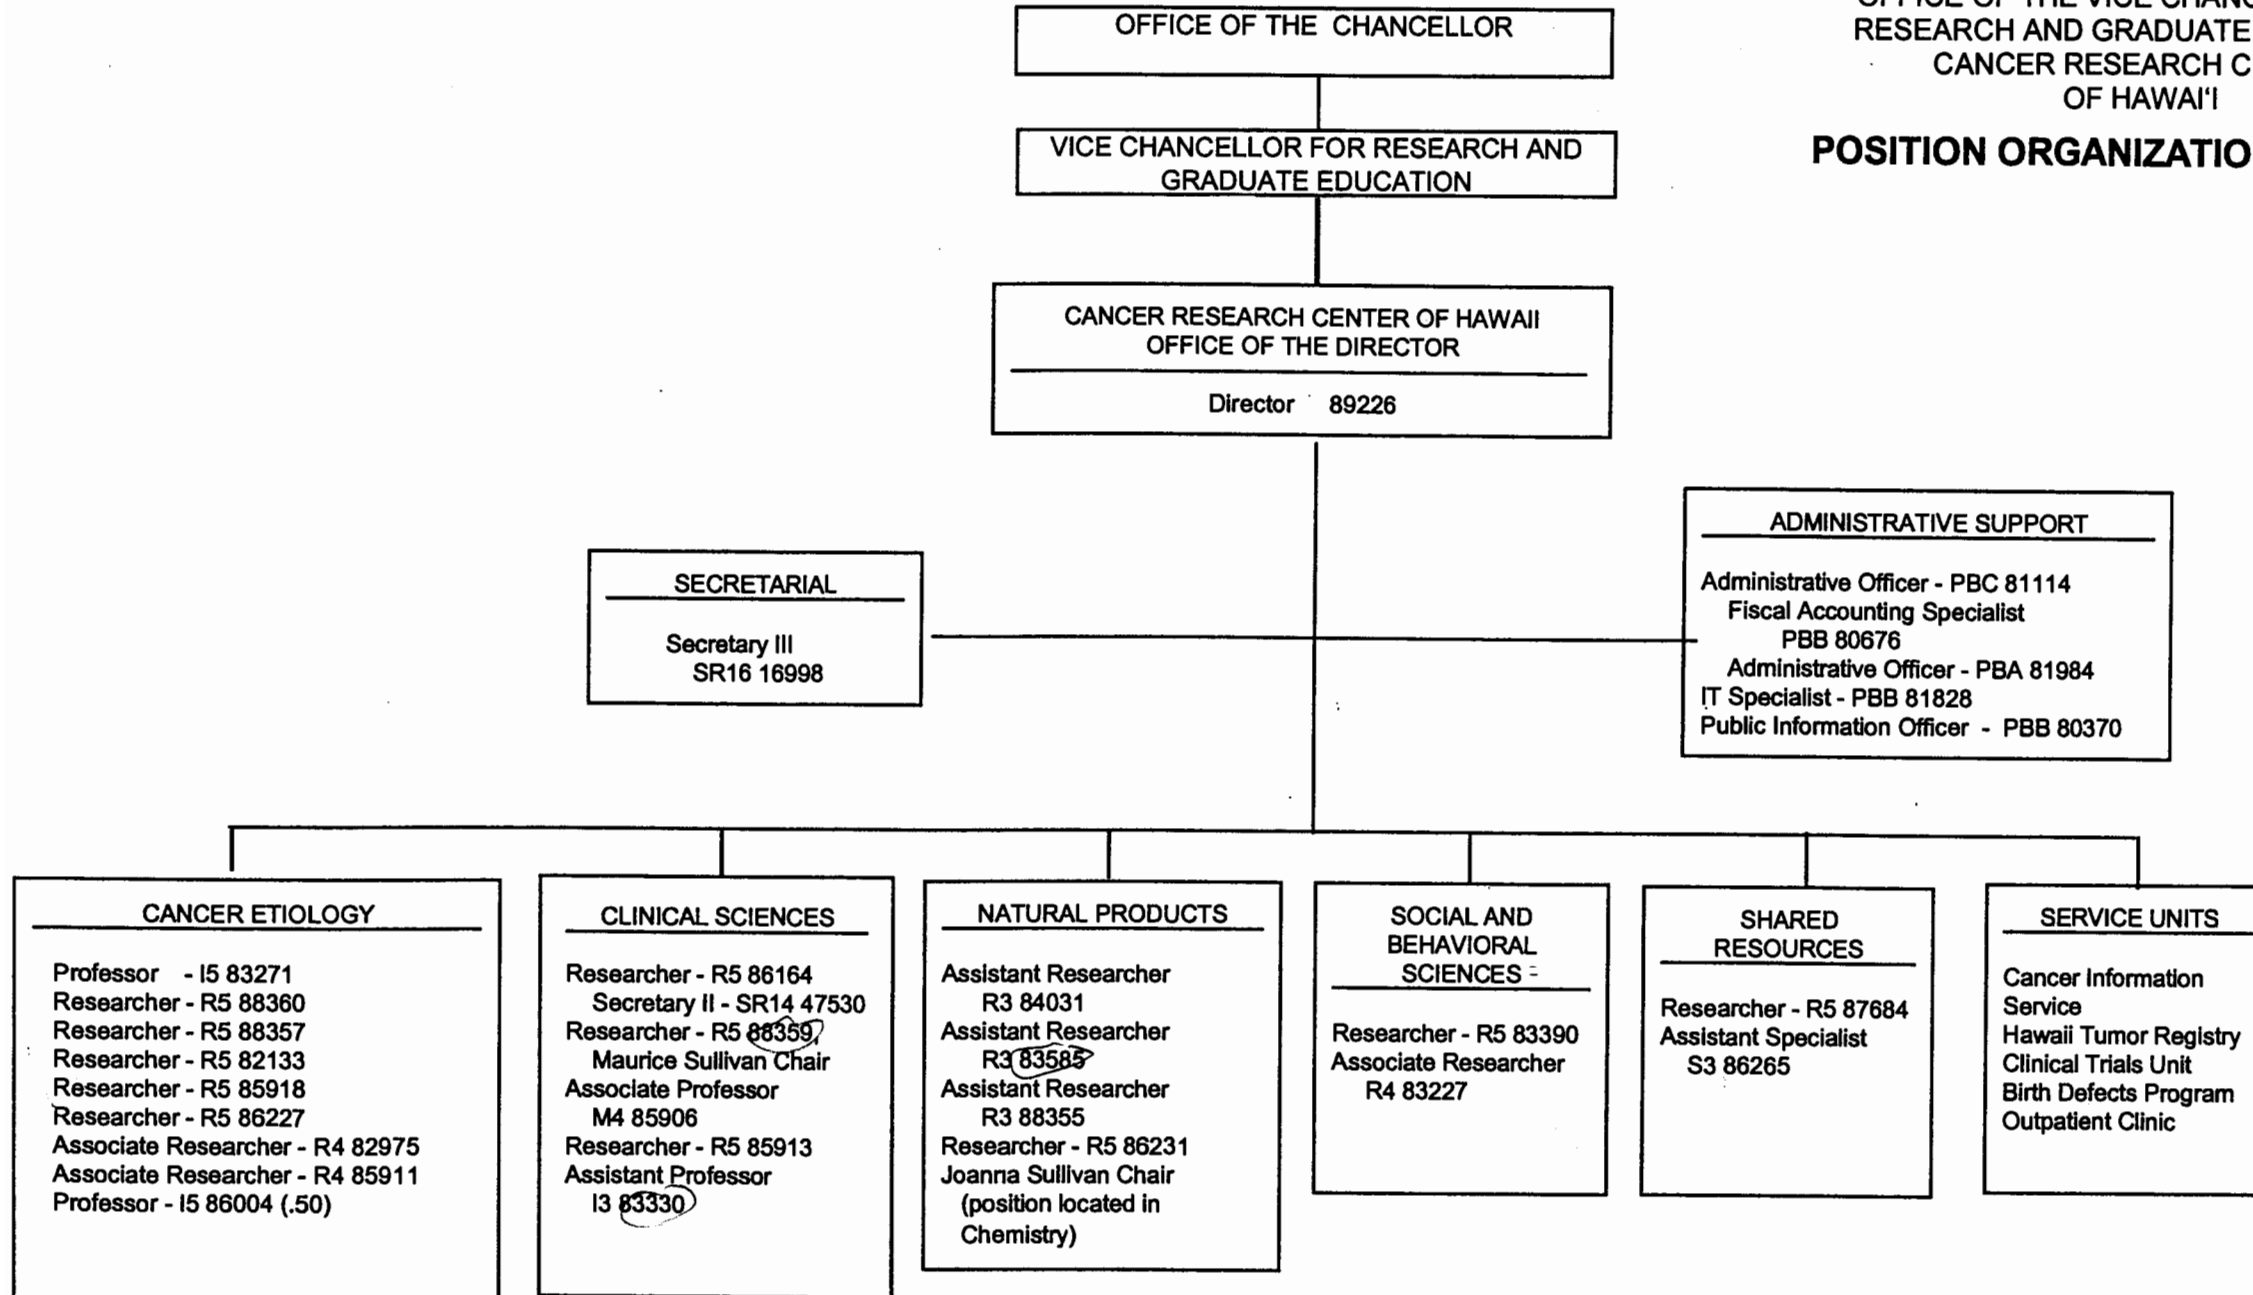 OFFICE OF THE CHANCELLOR
RESEARCH AND GRADUATE
CANCER RESEARCH C
OF HAWAI'I
POSITION ORGANIZATIO
VICE CHANCELLOR FOR RESEARCH AND
GRADUATE EDUCATION
CANCER RESEARCH CENTER OF HAWAII
OFFICE OF THE DIRECTOR
Director 89226
SECRETARIAL
Secretary III
SR16 16998
ADMINISTRATIVE SUPPORT
Administrative Officer - PBC 81114
Fiscal Accounting Specialist
PBB 80676
Administrative Officer - PBA 81984
IT Specialist - PBB 81828
Public Information Officer - PBB 80370
CANCER ETIOLOGY
Professor - I5 83271
Researcher - R5 88360
Researcher - R5 88357
Researcher - R5 82133
Researcher - R5 85918
Researcher - R5 86227
Associate Researcher - R4 82975
Associate Researcher - R4 85911
Professor - I5 86004 (.50)
CLINICAL SCIENCES
Researcher - R5 86164
Secretary II - SR14 47530
Researcher - R5 88359,
Maurice Sullivan Chair
Associate Professor
M4 85906
Researcher - R5 85913
Assistant Professor
I3 83330
NATURAL PRODUCTS
Assistant Researcher
R3 84031
Assistant Researcher
R3 83585
Assistant Researcher
R3 88355
Researcher - R5 86231
Joanna Sullivan Chair
(position located in
Chemistry)
SOCIAL AND
BEHAVIORAL
SCIENCES
Researcher - R5 83390
Associate Researcher
R4 83227
SHARED
RESOURCES
Researcher - R5 87684
Assistant Specialist
S3 86265
SERVICE UNITS
Cancer Information
Service
Hawaii Tumor Registry
Clinical Trials Unit
Birth Defects Program
Outpatient Clinic